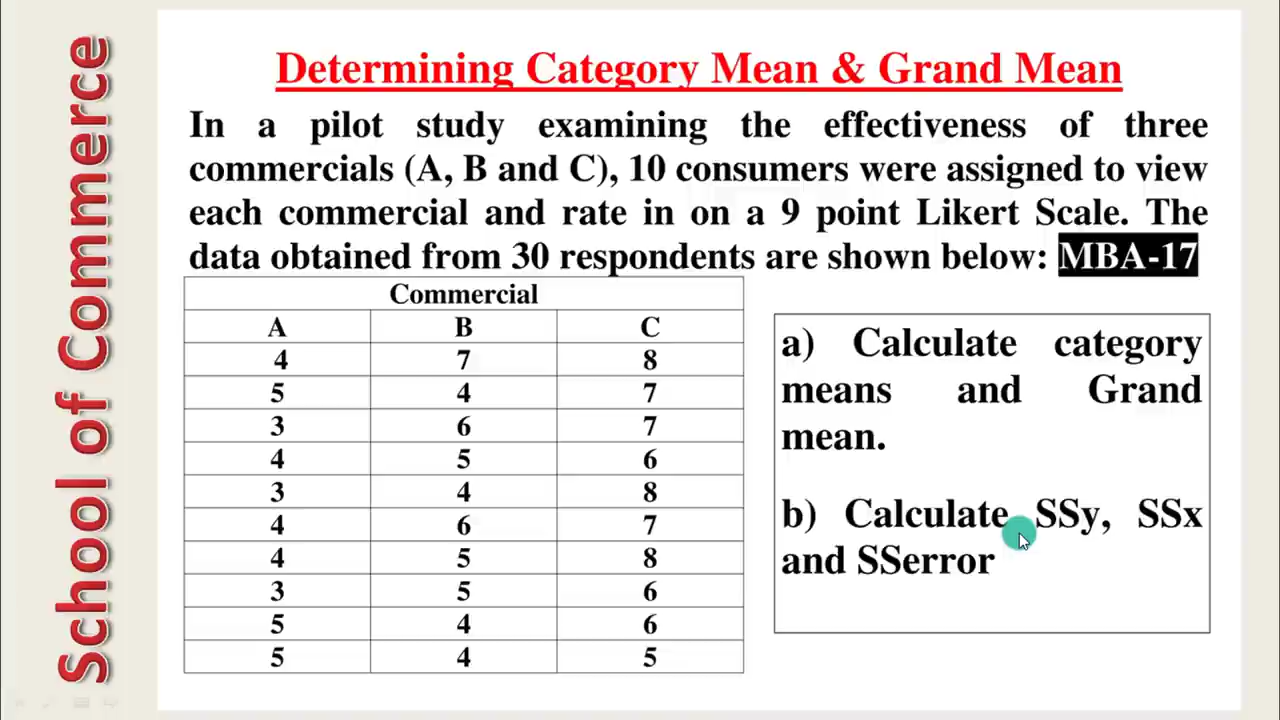 School of Commerce
Determining Category Mean & Grand Mean
In a pilot study examining the effectiveness of three
commercials (A, B and C), 10 consumers were assigned to view
each commercial and rate in on a 9 point Likert Scale. The
data obtained from 30 respondents are shown below: MBA-17
Commercial
A B C
4 7 8
5 4 7
3 6 7
4 5 6
3 4 8
4 6 7
4 5 8
3 5 6
5 4 6
5 4 5
a) Calculate category
means and Grand
mean.
b) Calculate SSy, SSx
and SSerror